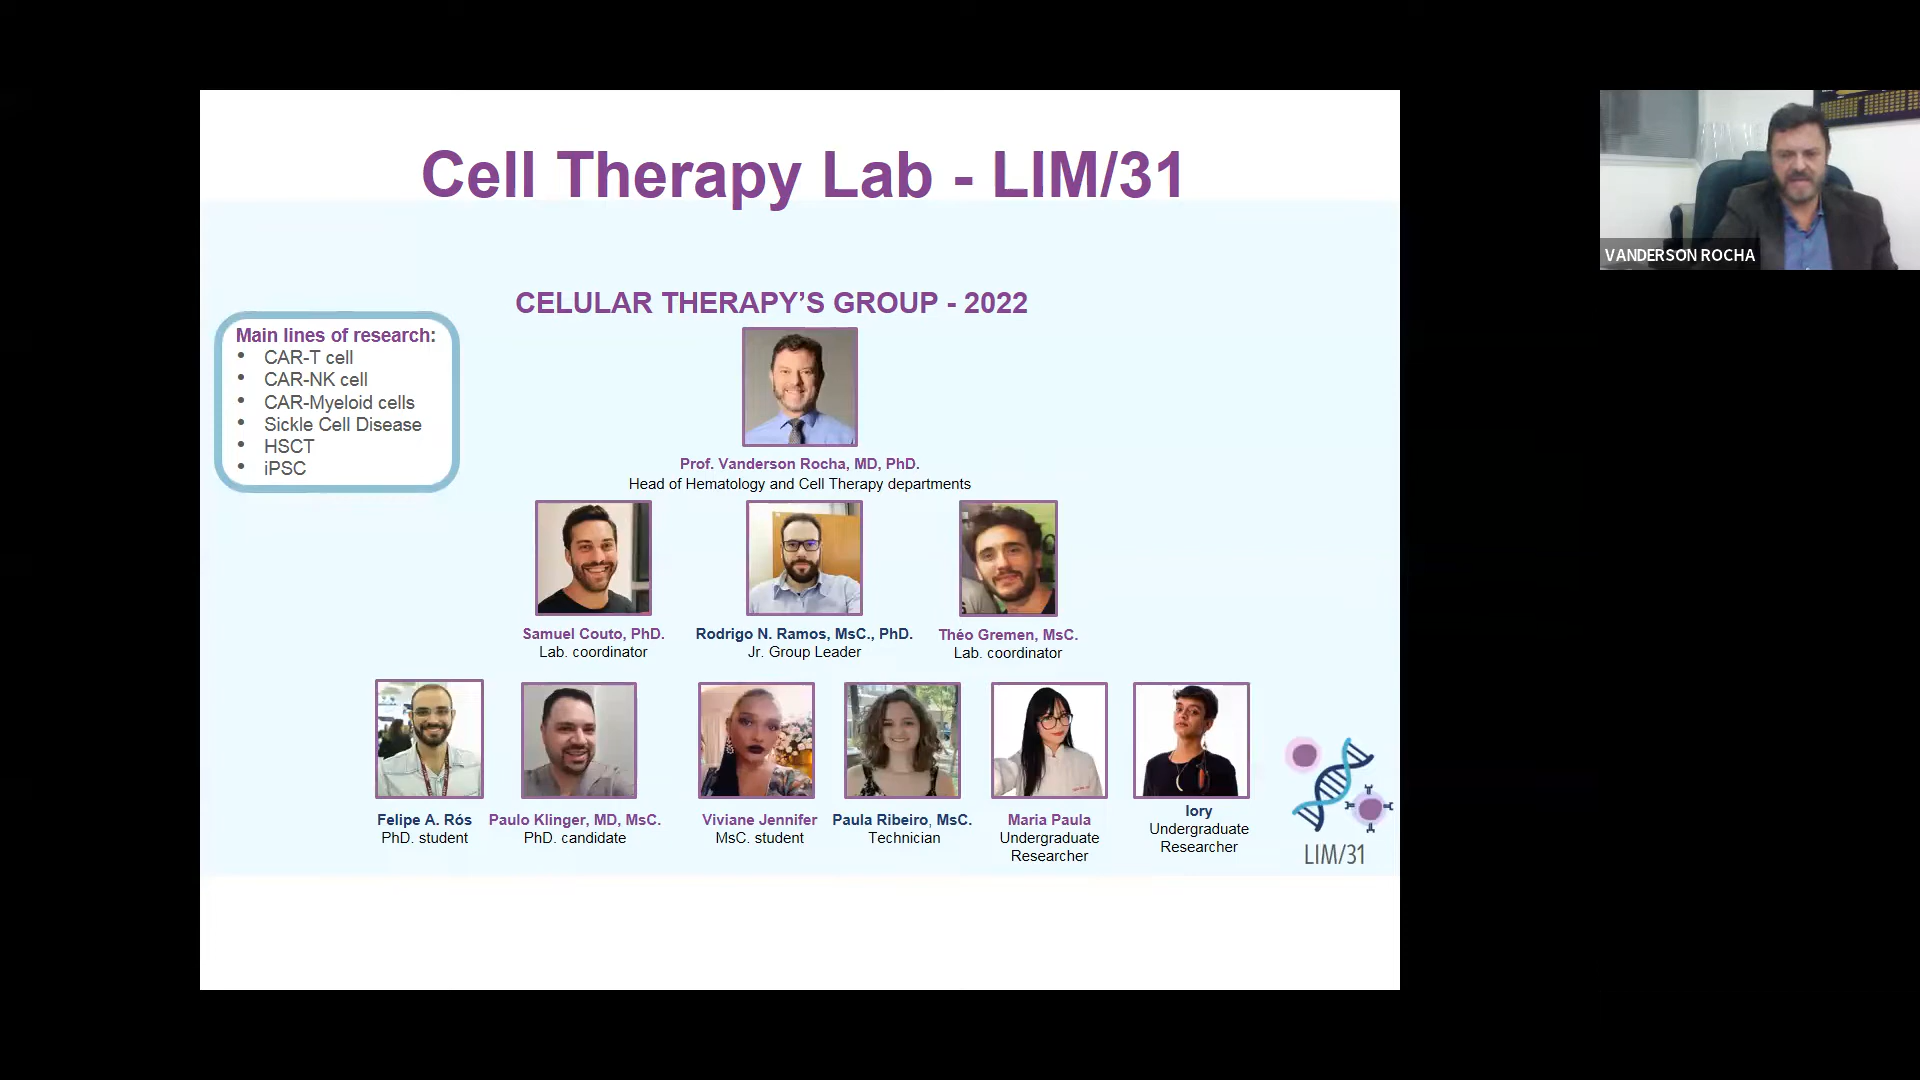 Cell Therapy Lab - LIM/31
VANDERSON ROCHA
CELULAR THERAPY’S GROUP - 2022
Main lines of research:
• CAR-T cell
• CAR-NK cell
• CAR-Myeloid cells
• Sickle Cell Disease
• HSCT
• iPSC
Prof. Vanderson Rocha, MD, PhD.
Head of Hematology and Cell Therapy departments
Samuel Couto, PhD.
Lab. coordinator
Rodrigo N. Ramos, MsC., PhD.
Jr. Group Leader
Théo Gremen, MsC.
Lab. coordinator
Felipe A. Rós
PhD. student
Paulo Klinger, MD, MsC.
PhD. candidate
Viviane Jennifer
MsC. student
Paula Ribeiro, MsC.
Technician
Maria Paula
Undergraduate
Researcher
Iory
Undergraduate
Researcher
LIM/31